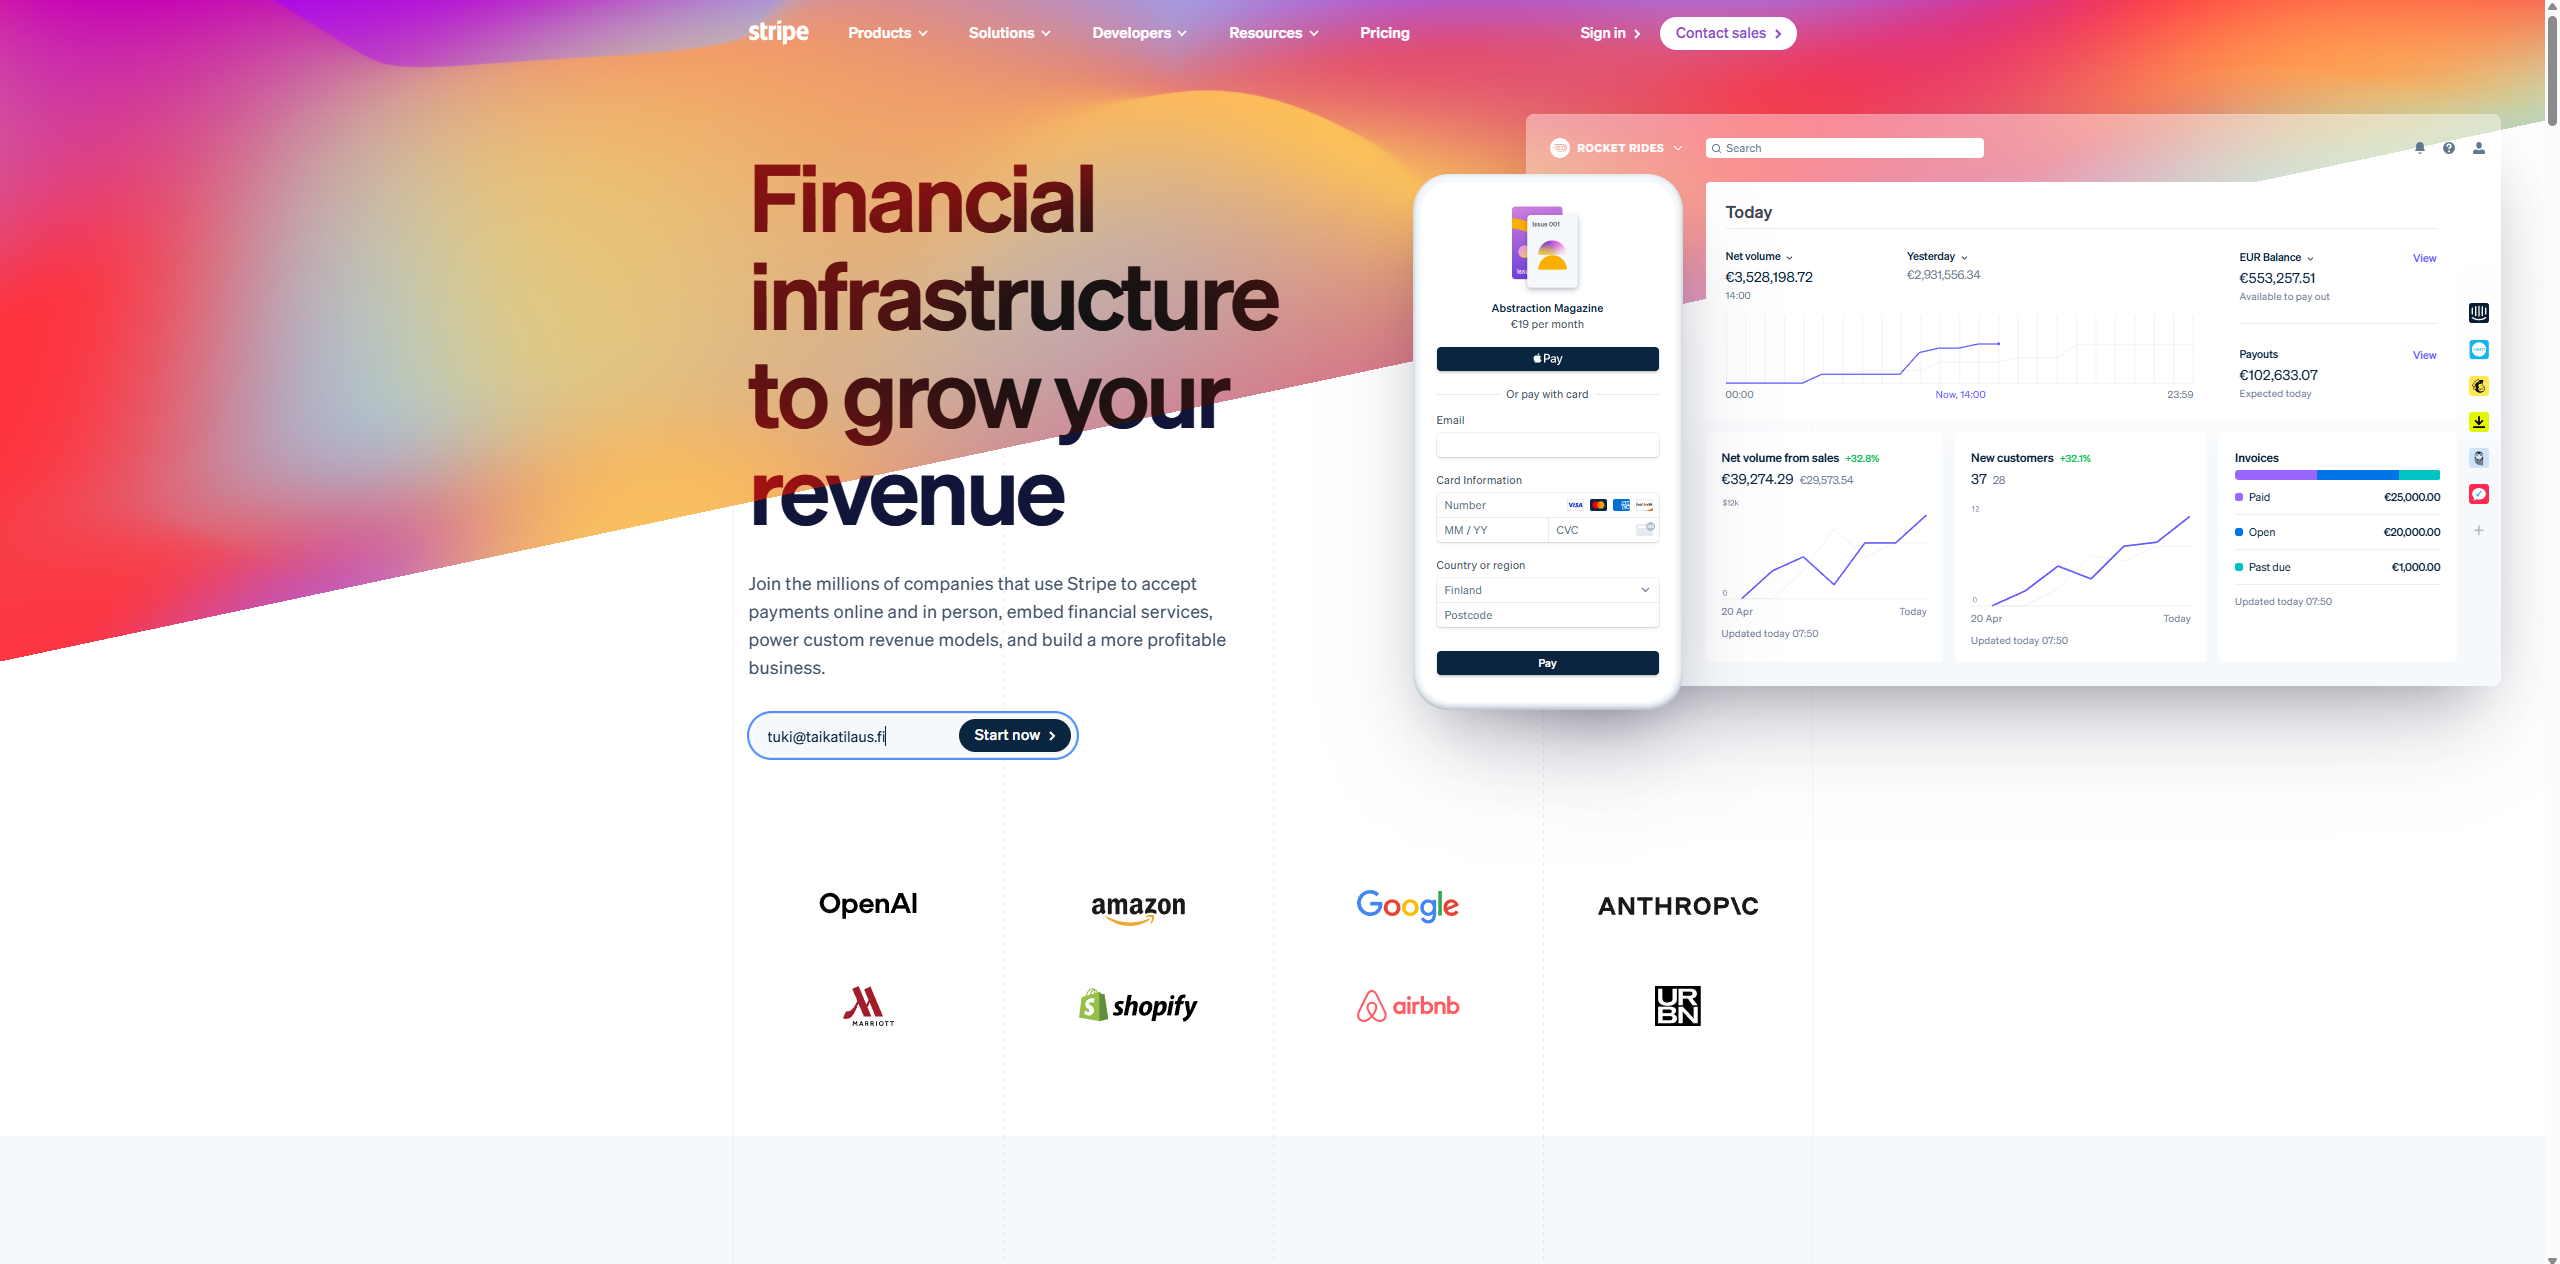 stripe
Products
Solutions
Developers
Resources
Pricing
Sign in
Contact sales
Financial
infrastructure
to grow your
revenue
Join the millions of companies that use Stripe to accept
payments online and in person, embed financial services,
power custom revenue models, and build a more profitable
business.
tuki@taikatilaus.fi
Start now
Issue 001
Abstraction Magazine
€19 per month
Pay
Or pay with card
Email
Card Information
Number
VISA
MM / YY
CVC
Country or region
Finland
Postcode
Pay
ROCKET RIDES
Search
Today
Net volume
€3,528,198.72
14:00
Yesterday
€2,931,556.34
EUR Balance
View
€553,257.51
Available to pay out
00:00
Now, 14:00
23:59
Payouts
View
€102,633.07
Expected today
Net volume from sales +32.8%
€39,274.29 €29,573.54
$12k
0
20 Apr
Today
Updated today 07:50
New customers +32.1%
37 28
12
0
20 Apr
Today
Updated today 07:50
Invoices
Paid €25,000.00
Open €20,000.00
Past due €1,000.00
Updated today 07:50
OpenAI
amazon
Google
ANTHROP\C
MARRIOTT
shopify
airbnb
UR
BN